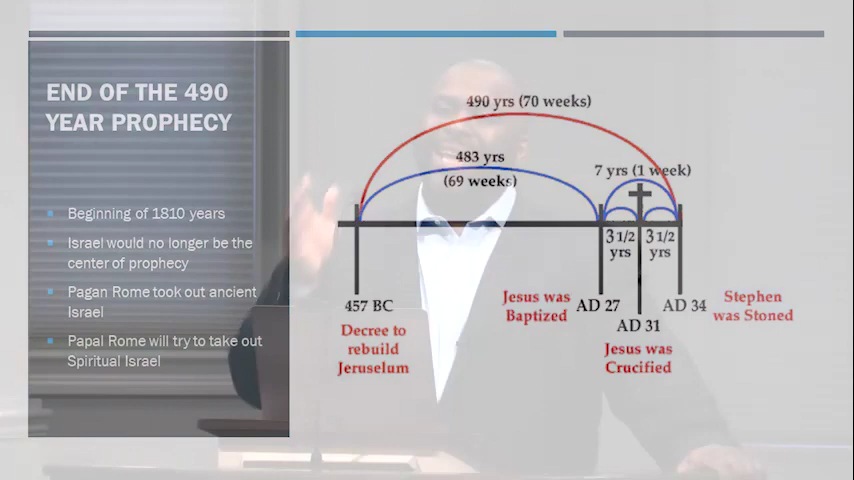 END OF THE 490
YEAR PROPHECY
Beginning of 1810 years
Israel would no longer be the
center of prophecy
Pagan Rome took out ancient
Israel
Papal Rome will try to take out
Spiritual Israel
490 yrs (70 weeks)
483 yrs
(69 weeks)
7 yrs (1 week)
3 1/2
yrs
3 1/2
yrs
457 BC
Decree to
rebuild
Jeruselum
Jesus was
Baptized
AD 27
AD 31
Jesus was
Crucified
AD 34
Stephen
was Stoned